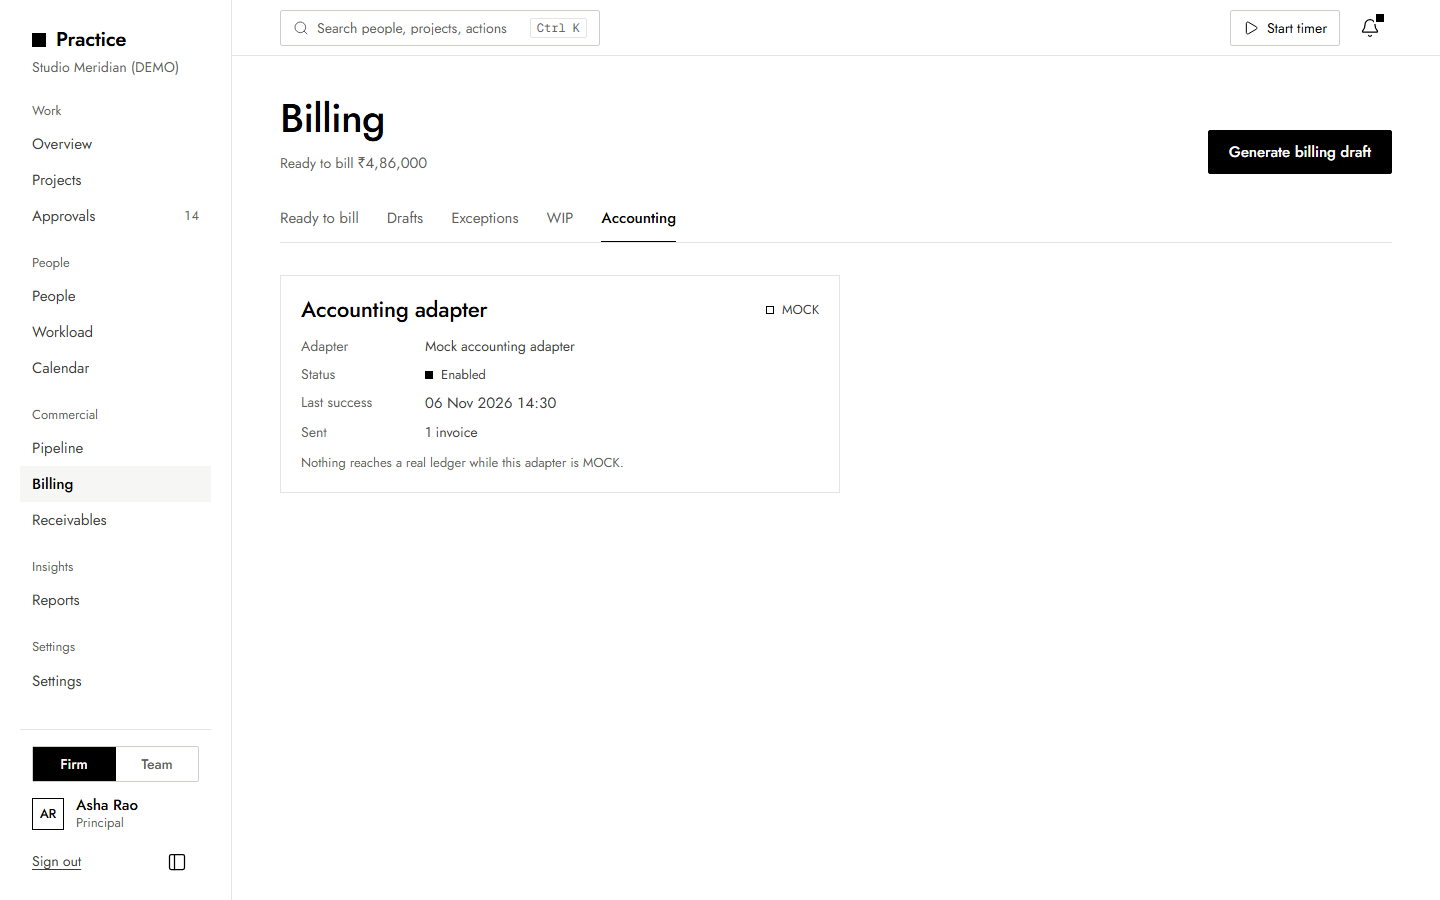 Practice
Studio Meridian (DEMO)
Work
Overview
Projects
Approvals 14
People
People
Workload
Calendar
Commercial
Pipeline
Billing
Receivables
Insights
Reports
Settings
Settings
Firm Team
AR
Asha Rao
Principal
Sign out
Search people, projects, actions Ctrl K
Start timer
Billing
Ready to bill ₹4,86,000
Generate billing draft
Ready to bill Drafts Exceptions WIP Accounting
Accounting adapter MOCK
Adapter Mock accounting adapter
Status Enabled
Last success 06 Nov 2026 14:30
Sent 1 invoice
Nothing reaches a real ledger while this adapter is MOCK.